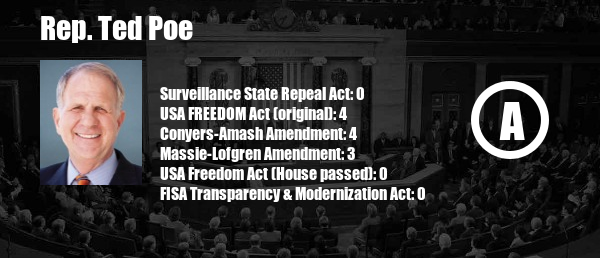 Rep. Ted Poe
Surveillance State Repeal Act: 0
USA FREEDOM Act (original): 4
Conyers-Amash Amendment: 4
Massie-Lofgren Amendment: 3
USA Freedom Act (House passed): 0
FISA Transparency & Modernization Act: 0
A